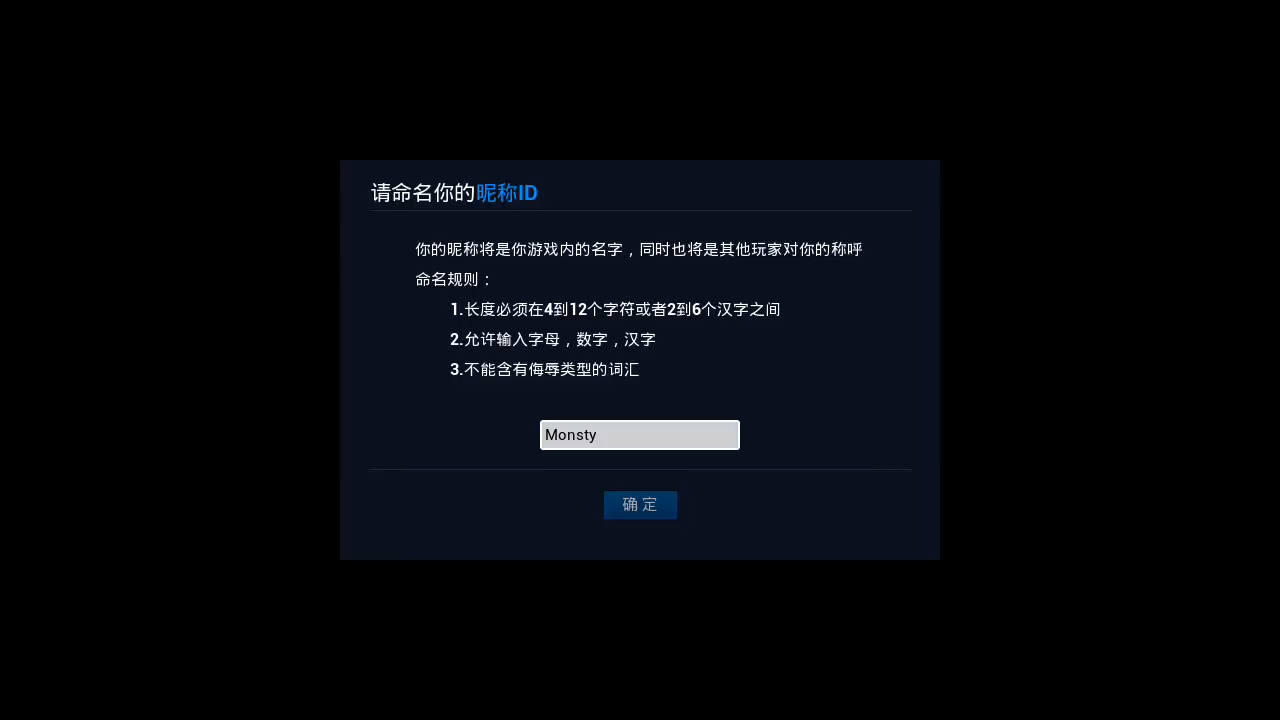 请命名你的昵称ID
你的昵称将是你游戏内的名字，同时也将是其他玩家对你的称呼
命名规则：
1.长度必须在4到12个字符或者2到6个汉字之间
2.允许输入字母，数字，汉字
3.不能含有侮辱类型的词汇
Monsty
确 定